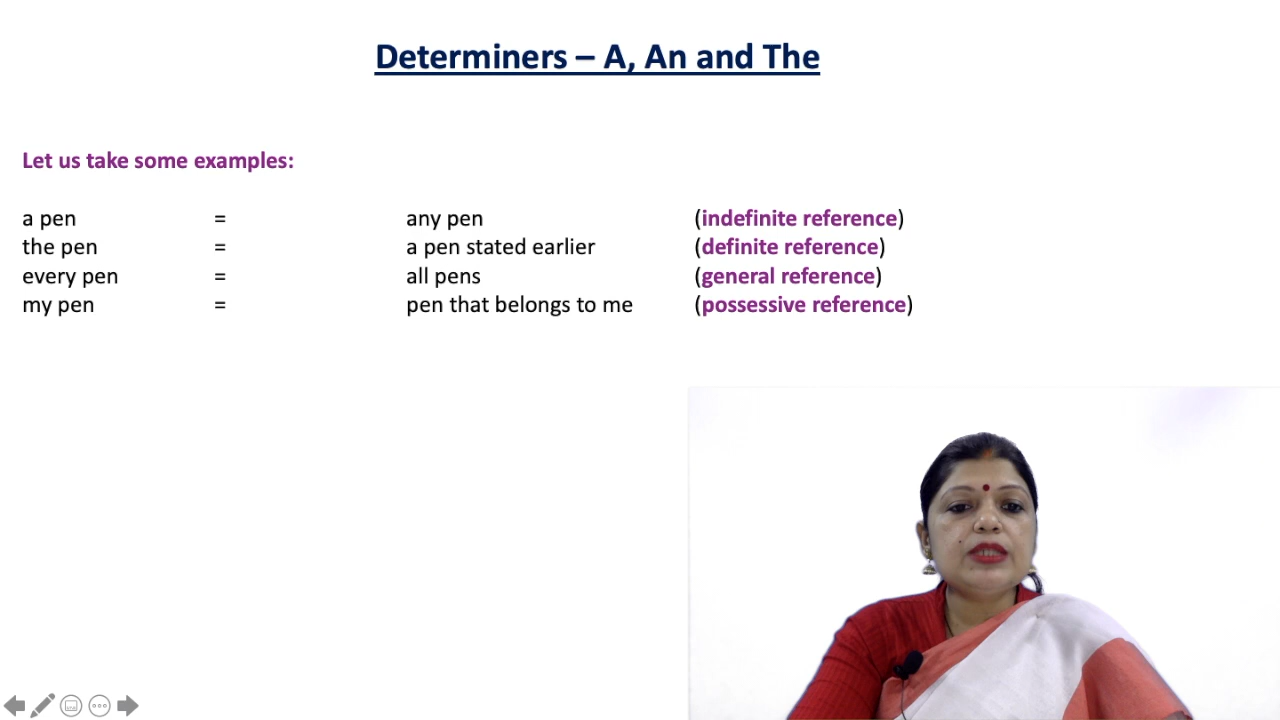 Determiners – A, An and The
Let us take some examples:
a pen = any pen (indefinite reference)
the pen = a pen stated earlier (definite reference)
every pen = all pens (general reference)
my pen = pen that belongs to me (possessive reference)